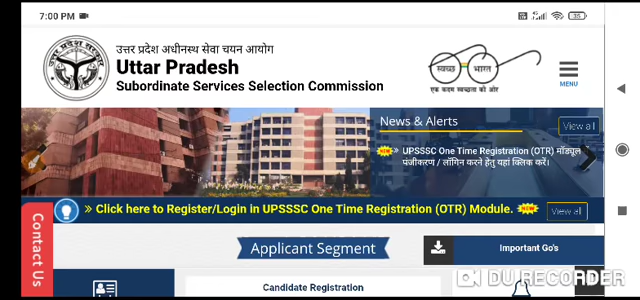 7:00 PM
35
उत्तर प्रदेश अधीनस्थ सेवा चयन आयोग
Uttar Pradesh
Subordinate Services Selection Commission
स्वच्छ भारत
एक कदम स्वच्छता की ओर
MENU
News & Alerts
View all
NEW UPSSSC One Time Registration (OTR) मॉड्यूल
पंजीकरण / लॉगिन करने हेतु यहां क्लिक करें।
» Click here to Register/Login in UPSSSC One Time Registration (OTR) Module. NEW
View all
Contact Us
Applicant Segment
Important Go's
Candidate Registration
DU RECORDER